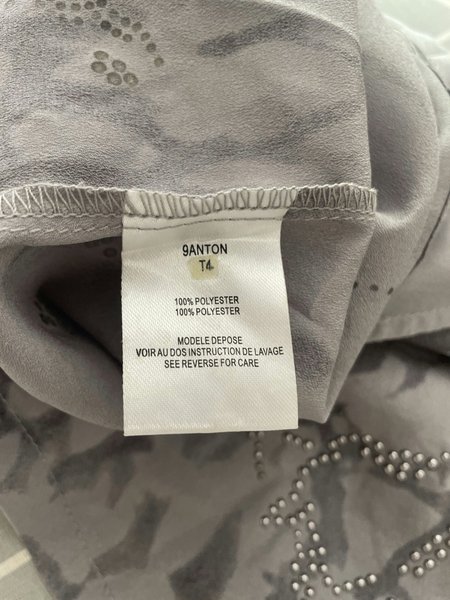 9ANTON
T4
100% POLYESTER
100% POLYESTER
MODELE DEPOSE
VOIR AU DOS INSTRUCTION DE LAVAGE
SEE REVERSE FOR CARE